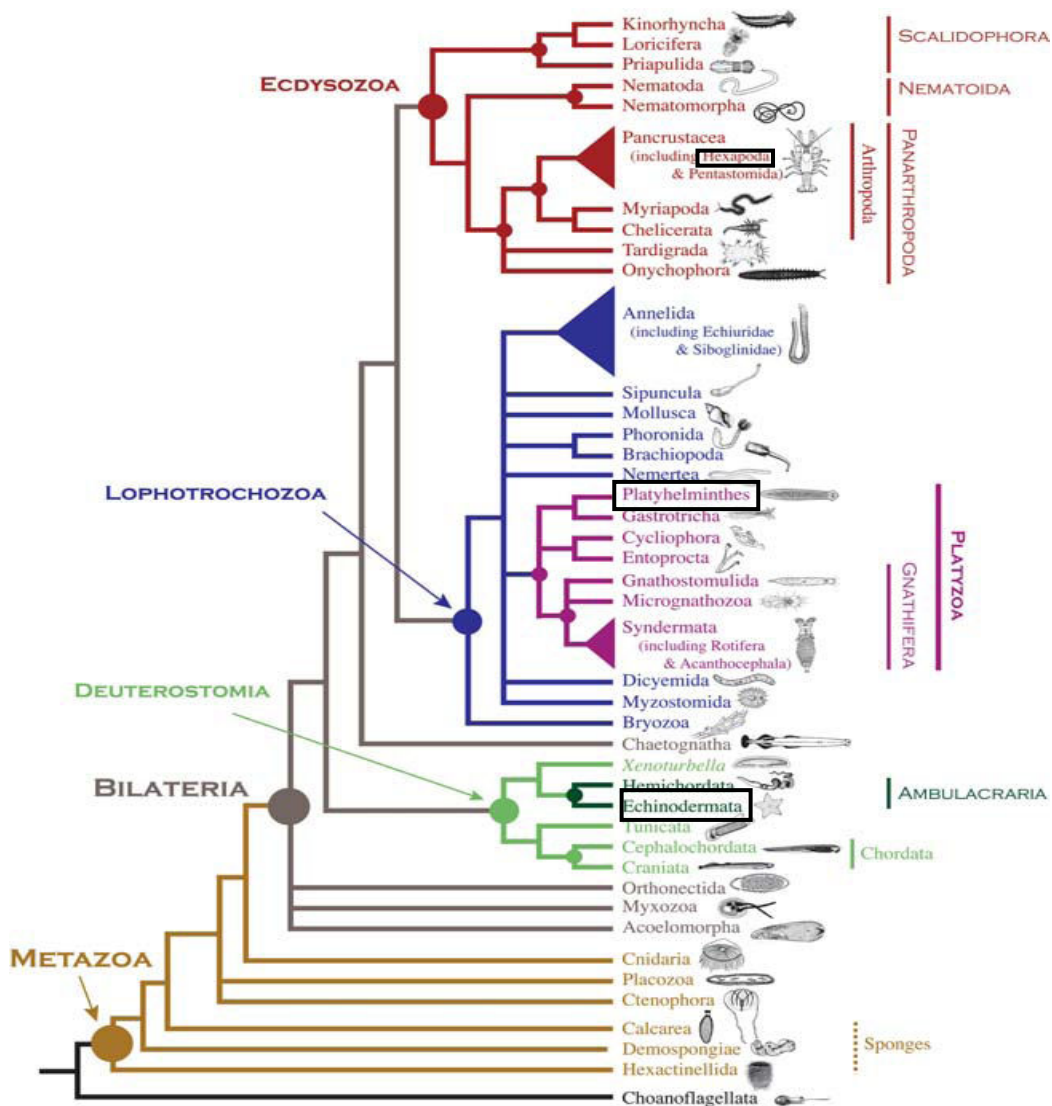 Kinorhyncha
Loricifera
Priapulida
SCALIDOPHORA
ECDYSOZOA
Nematoda
Nematomorpha
NEMATOIDA
Pancrustacea
(including Hexapoda
& Pentastomida)
Myriapoda
Chelicerata
Tardigrada
Onychophora
Arthropoda
PANARTHROPODA
Annelida
(including Echiuridae
& Siboglinidae)
Sipuncula
Mollusca
Phoronida
Brachiopoda
Nemertea
LOPHOTROCHOZOA
Platyhelminthes
Gastrotricha
Cycliophora
Entoprocta
Gnathostomulida
Micrognathozoa
Syndermata
(including Rotifera
& Acanthocephala)
GNATHIFERA
PLATYZOA
Dicyemida
Myzostomida
Bryozoa
DEUTEROSTOMIA
Chaetognatha
Xenoturbella
Hemichordata
Echinodermata
AMBULACRARIA
BILATERIA
Tunicata
Cephalochordata
Craniata
Chordata
Orthonectida
Myxozoa
Acoelomorpha
METAZOA
Cnidaria
Placozoa
Ctenophora
Calcarea
Demospongiae
Hexactinellida
Sponges
Choanoflagellata